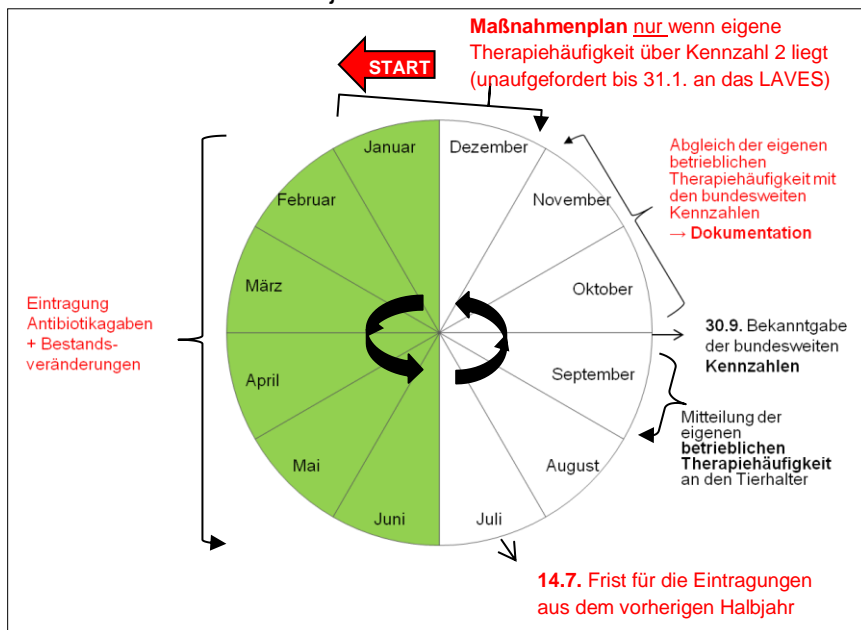 Maßnahmenplan nur wenn eigene
Therapiehäufigkeit über Kennzahl 2 liegt
(unaufgefordert bis 31.1. an das LAVES)
START
Januar
Dezember
Februar
November
März
Oktober
April
September
Mai
August
Juni
Juli
Abgleich der eigenen
betrieblichen
Therapiehäufigkeit mit
den bundesweiten
Kennzahlen
→ Dokumentation
Eintragung
Antibiotikagaben
+ Bestands-
veränderungen
30.9. Bekanntgabe
der bundesweiten
Kennzahlen
Mitteilung der
eigenen
betrieblichen
Therapiehäufigkeit
an den Tierhalter
14.7. Frist für die Eintragungen
aus dem vorherigen Halbjahr